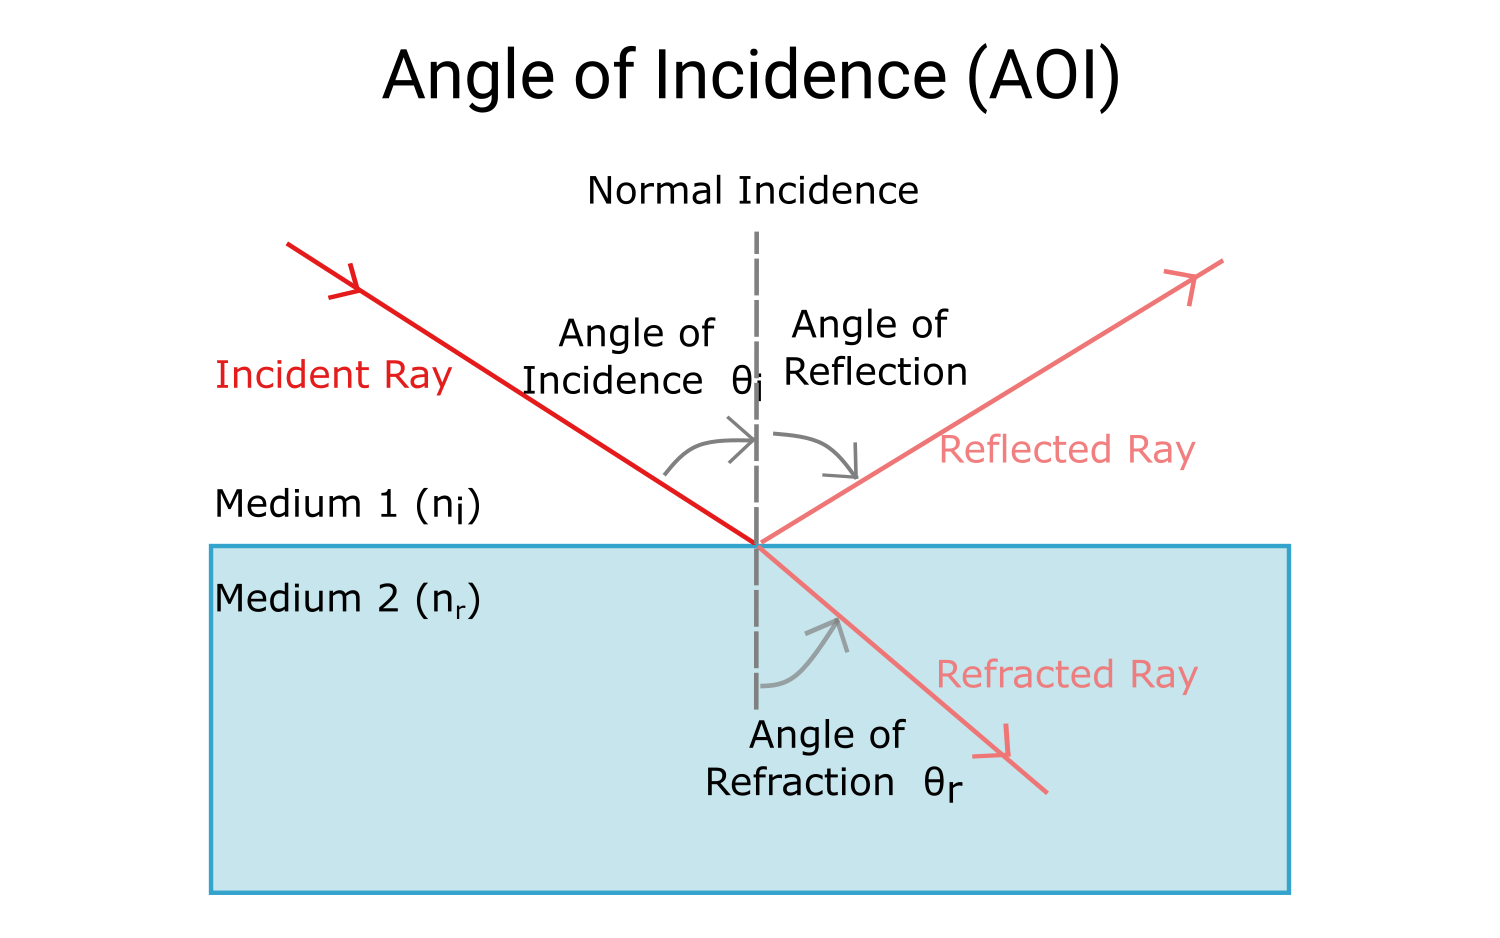 Angle of Incidence (AOI)
Normal Incidence
Angle of
Incidence θi
Angle of
Reflection
Incident Ray
Reflected Ray
Medium 1 (ni)
Medium 2 (nr)
Refracted Ray
Angle of
Refraction θr